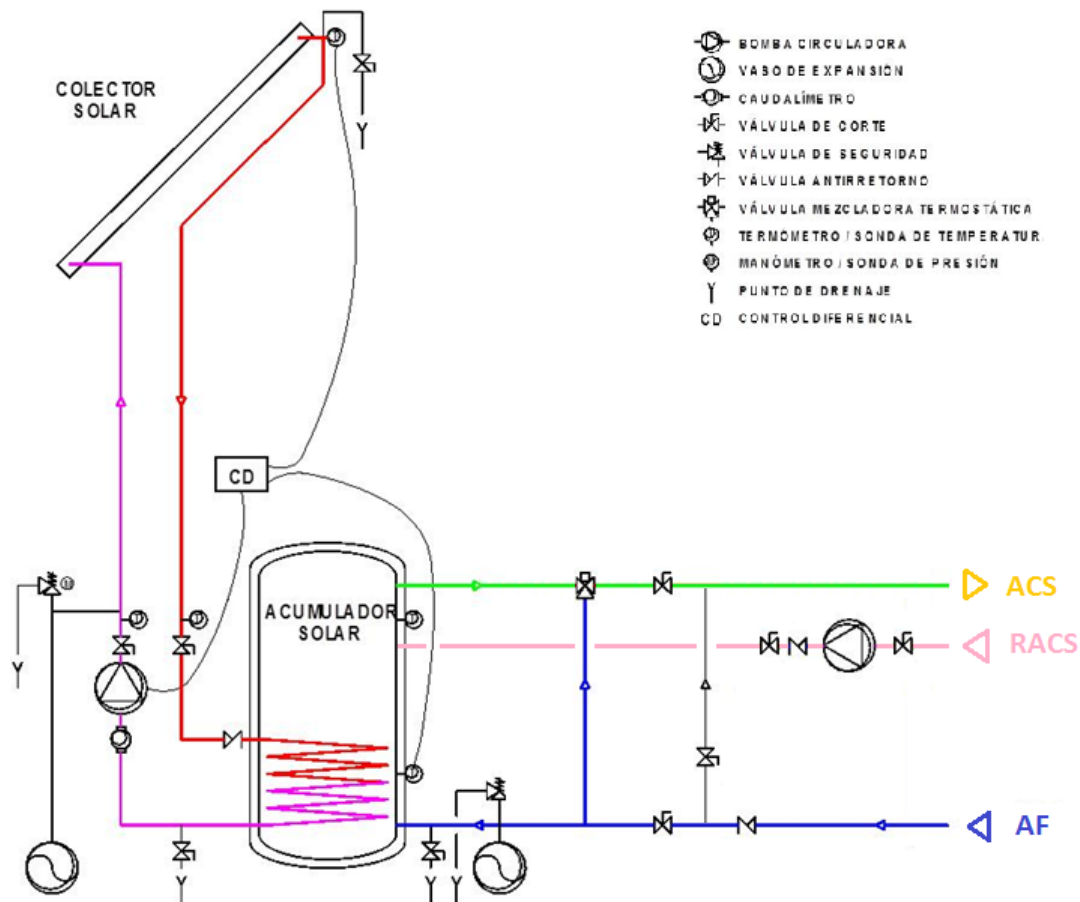 COLECTOR
SOLAR
BOMBA CIRCULADORA
VASO DE EXPANSIÓN
CAUDALÍMETRO
VÁLVULA DE CORTE
VÁLVULA DE SEGURIDAD
VÁLVULA ANTIRRETORNO
VÁLVULA MEZCLADORA TERMOSTÁTICA
TERMÓMETRO / SONDA DE TEMPERATUR
MANÓMETRO / SONDA DE PRESIÓN
PUNTO DE DRENAJE
CD CONTROL DIFERENCIAL
CD
ACUMULADOR
SOLAR
ACS
RACS
AF